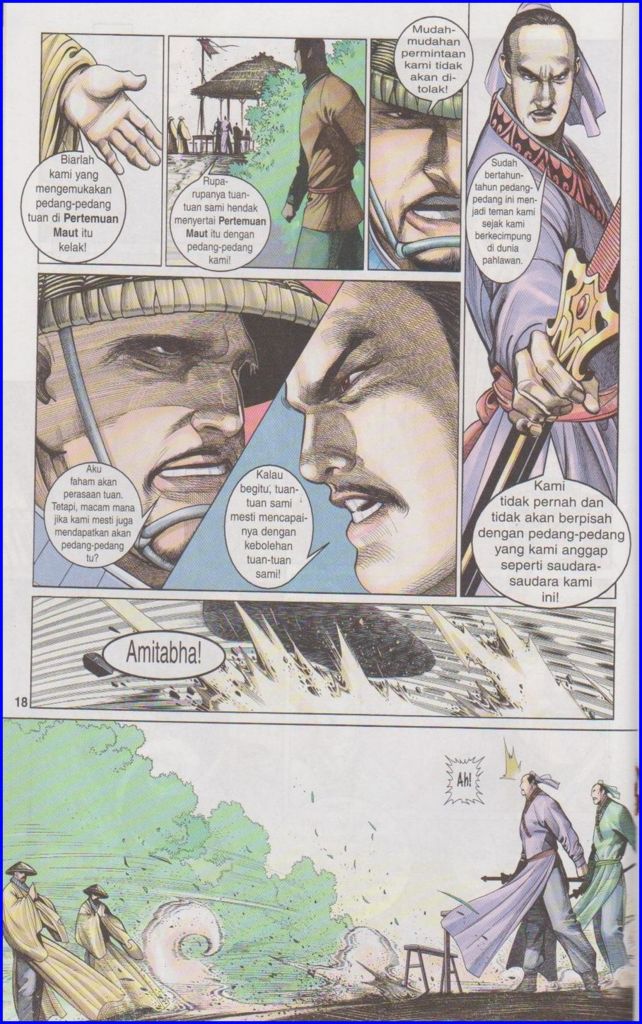 Biarlah
kami yang
mengemukakan
pedang-pedang
tuan di Pertemuan
Maut itu
kelak!
Rupa-
rupanya tuan-
tuan sami hendak
menyertai Pertemuan
Maut itu dengan
pedang-pedang
kami!
Mudah-
mudahan
permintaan
kami tidak
akan di-
tolak!
Sudah
bertahun-
tahun pedang-
pedang ini men-
jadi teman kami
sejak kami
berkecimpung
di dunia
pahlawan.
Kami
tidak pernah dan
tidak akan berpisah
dengan pedang-pedang
yang kami anggap
seperti saudara-
saudara kami
ini!
Aku
faham akan
perasaan tuan.
Tetapi, macam mana
jika kami mesti juga
mendapatkan akan
pedang-pedang
tu?
Kalau
begitu, tuan-
tuan sami
mesti mencapai-
nya dengan
kebolehan
tuan-tuan
sami!
Amitabha!
18
Ah!